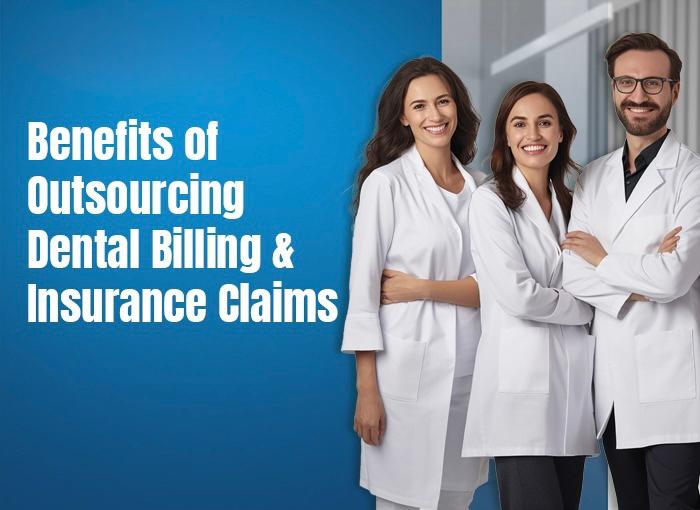 Benefits of
Outsourcing
Dental Billing &
Insurance Claims